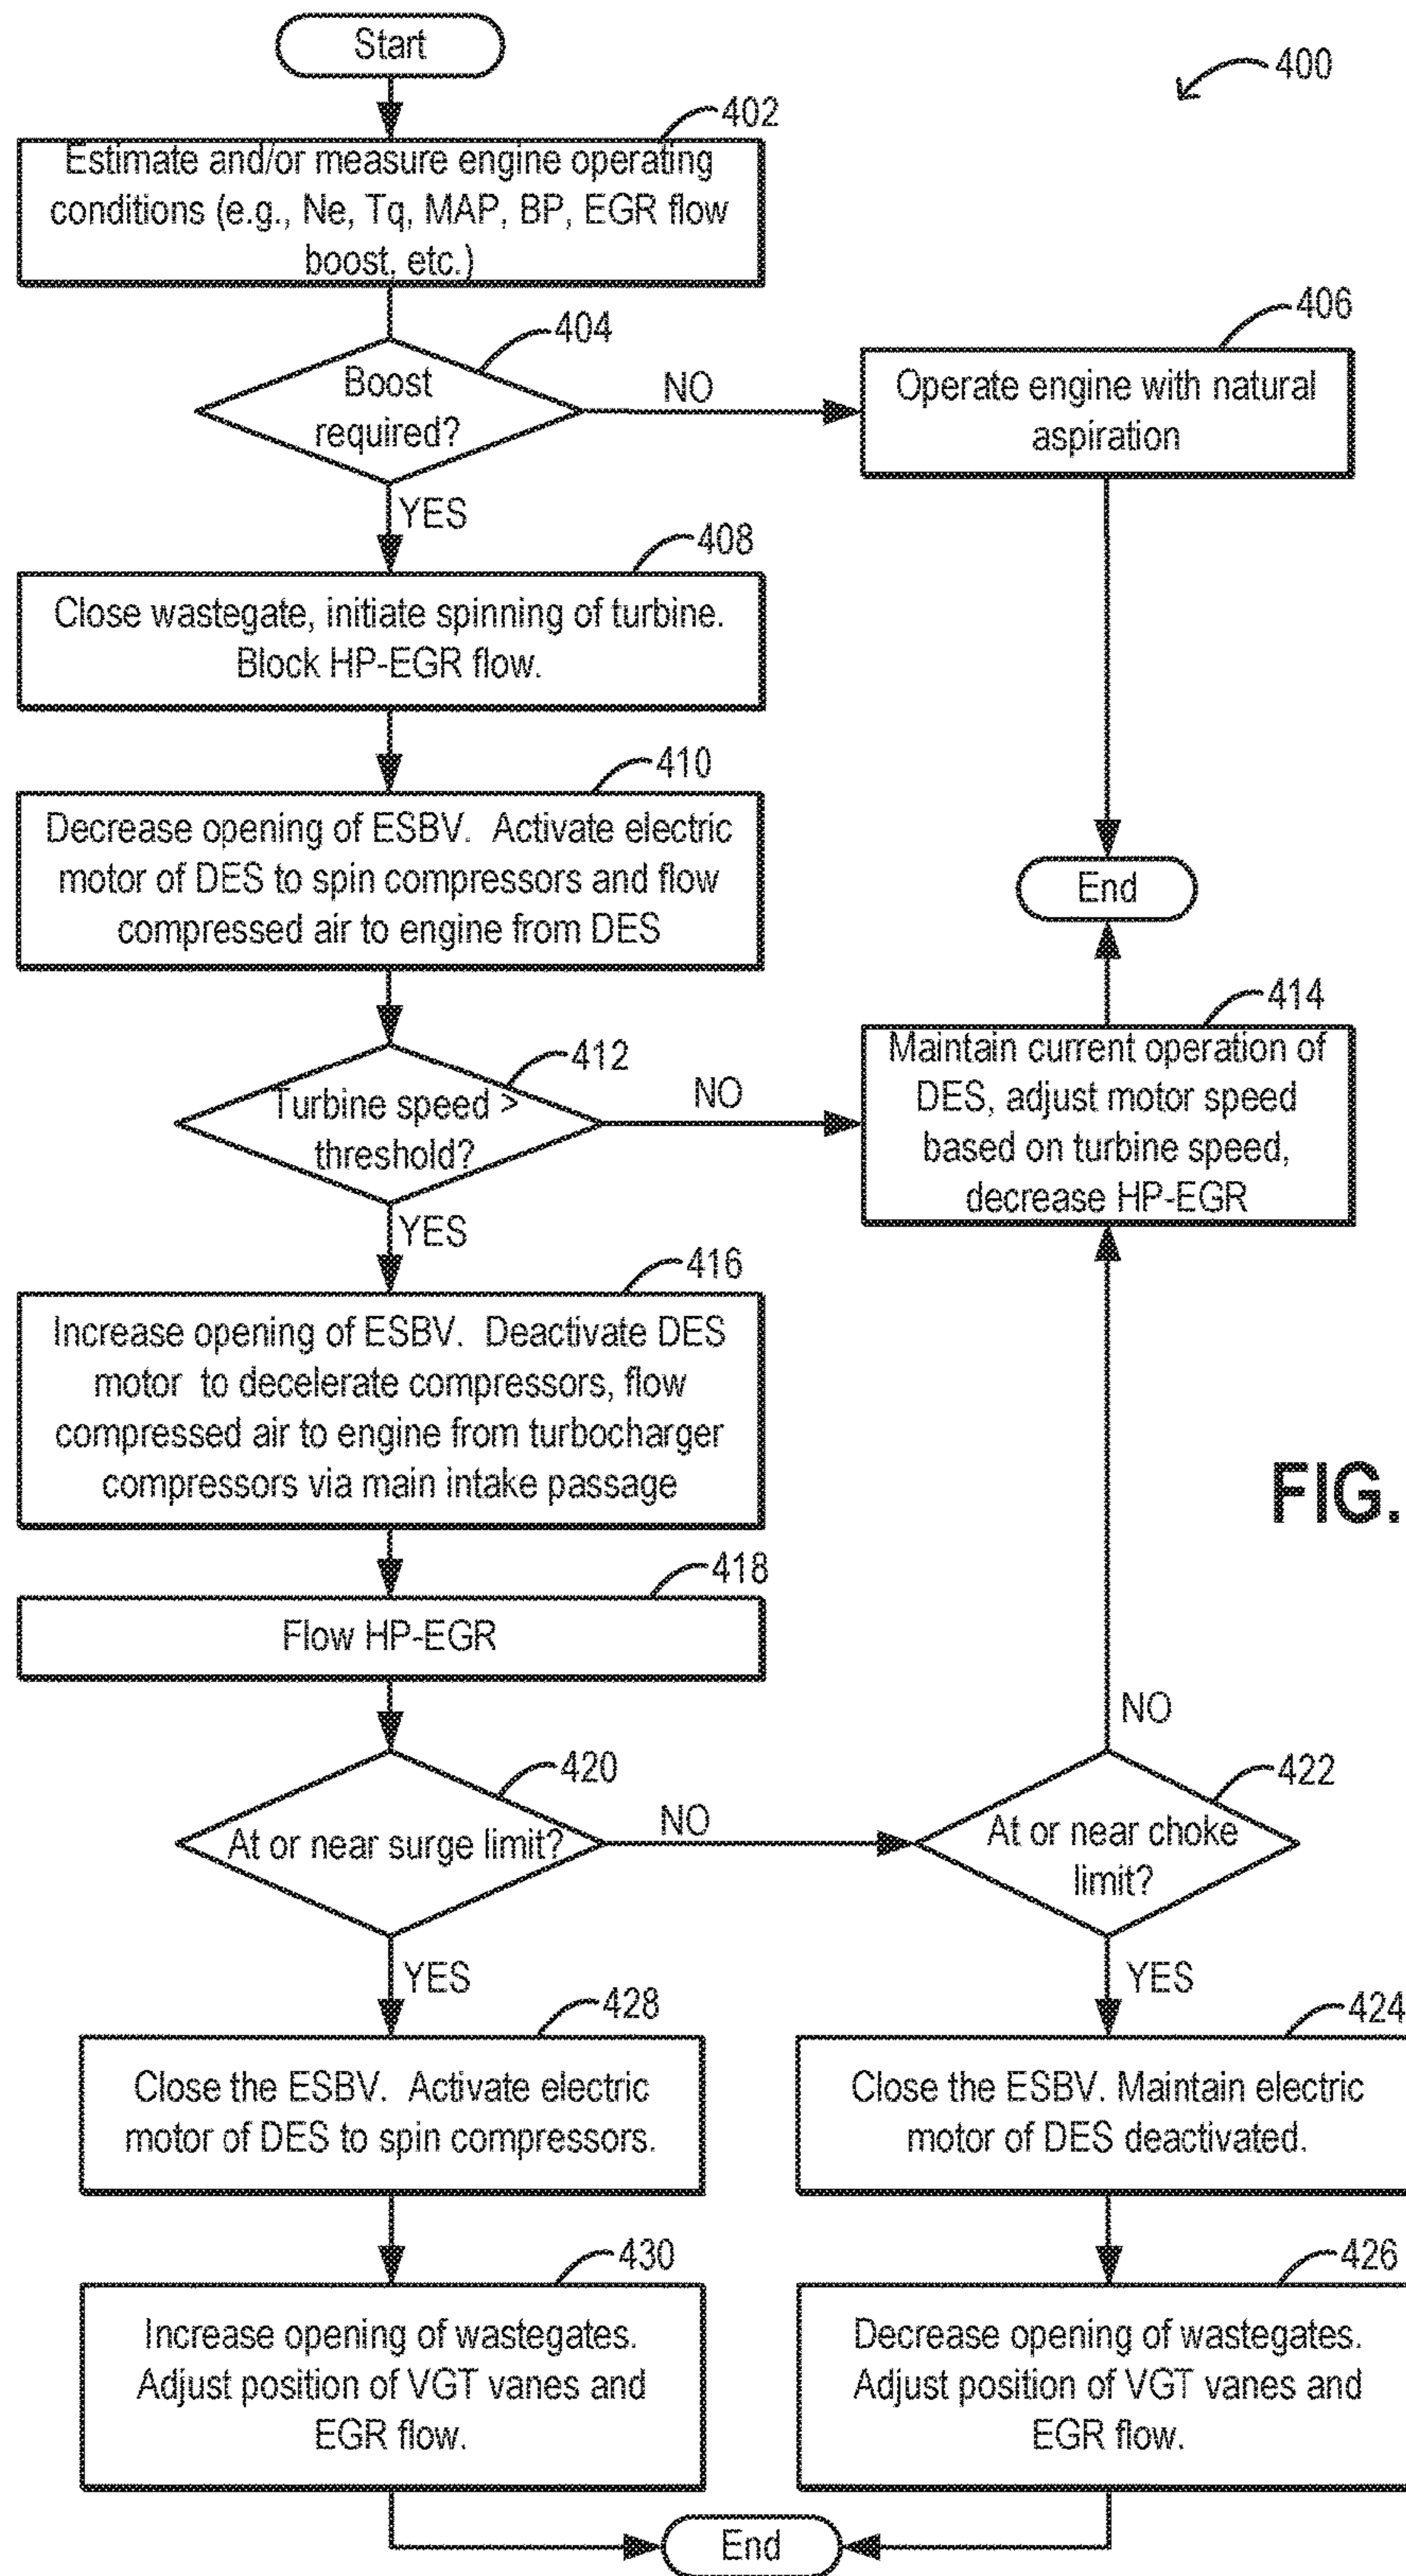 Start
400
402
Estimate and/or measure engine operating
conditions (e.g., Ne, Tq, MAP, BP, EGR flow
boost, etc.)
404
Boost
required?
NO
406
Operate engine with natural
aspiration
YES
408
Close wastegate, initiate spinning of turbine.
Block HP-EGR flow.
410
Decrease opening of ESBV. Activate electric
motor of DES to spin compressors and flow
compressed air to engine from DES
End
412
Turbine speed >
threshold?
NO
414
Maintain current operation of
DES, adjust motor speed
based on turbine speed,
decrease HP-EGR
YES
416
Increase opening of ESBV. Deactivate DES
motor to decelerate compressors, flow
compressed air to engine from turbocharger
compressors via main intake passage
FIG.
418
Flow HP-EGR
NO
420
At or near surge limit?
NO
422
At or near choke
limit?
YES
YES
428
Close the ESBV. Activate electric
motor of DES to spin compressors.
424
Close the ESBV. Maintain electric
motor of DES deactivated.
430
Increase opening of wastegates.
Adjust position of VGT vanes and
EGR flow.
426
Decrease opening of wastegates.
Adjust position of VGT vanes and
EGR flow.
End